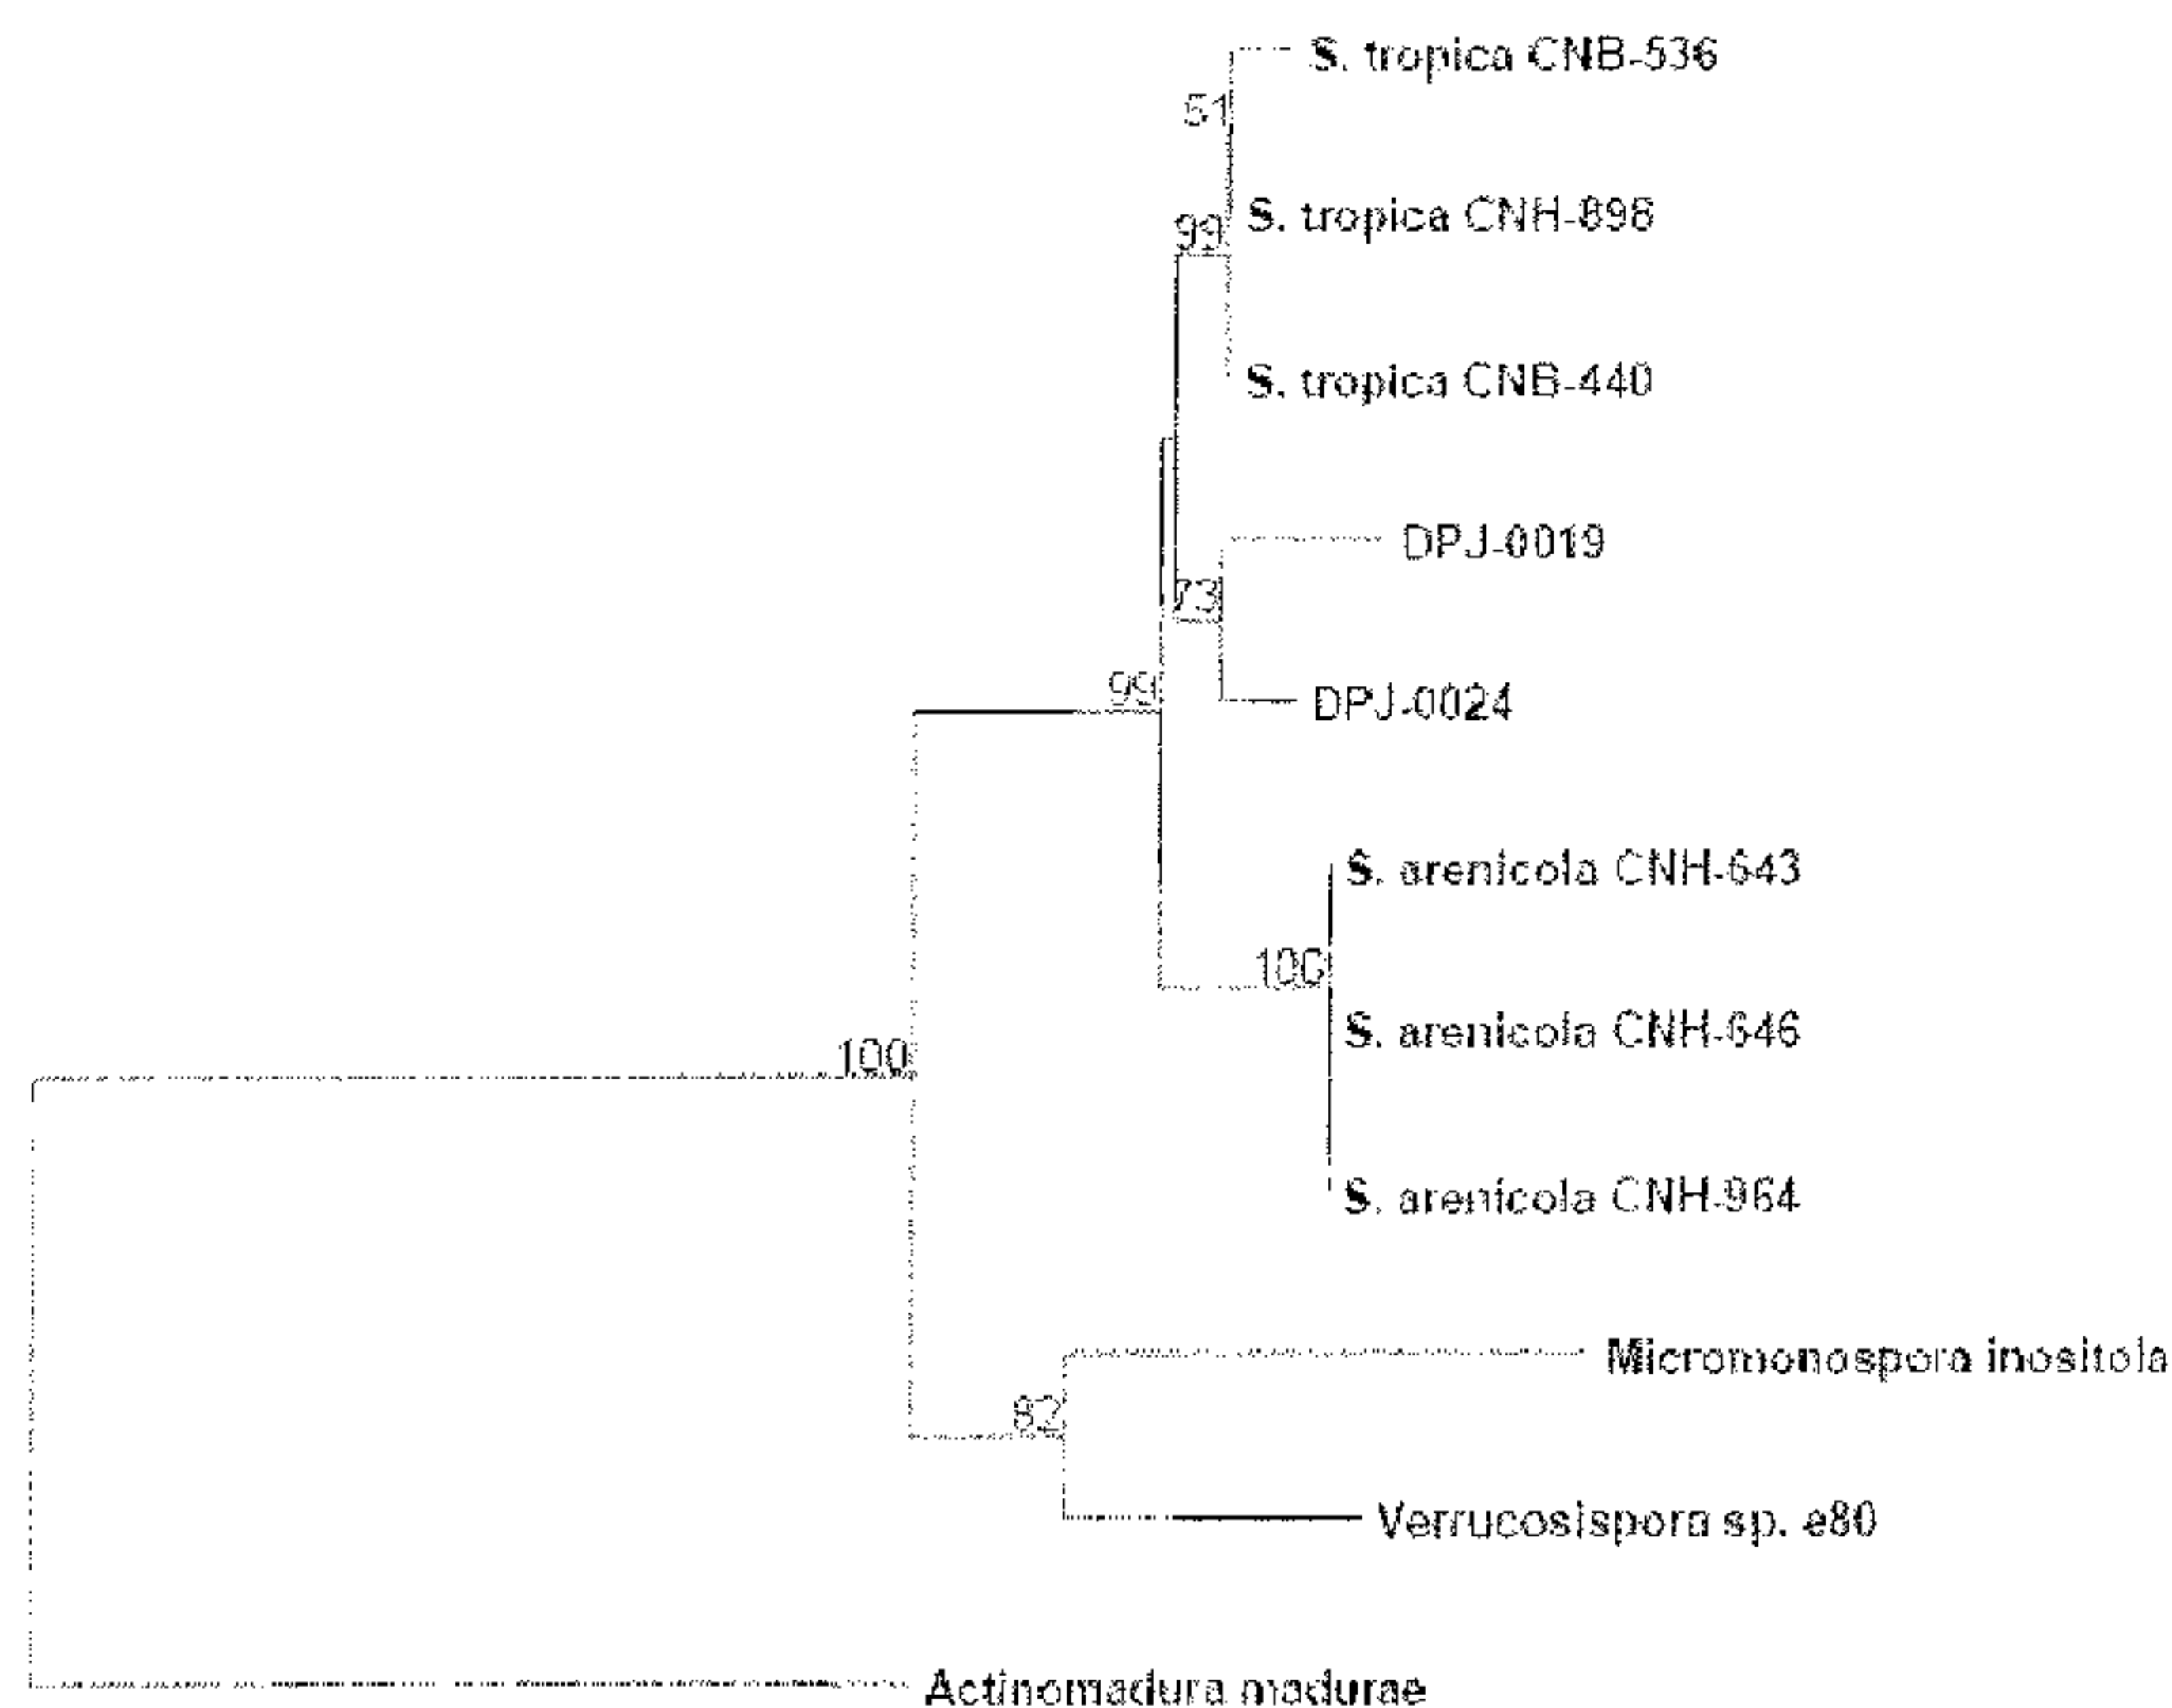 S. tropica CNB-536
51
S. tropica CNH-898
99
S. tropica CNB-440
DPJ-0019
73
DPJ-0024
99
S. arenicola CNH-643
100
S. arenicola CNH-646
100
S. arenicola CNH-964
Micromonospora inositola
82
Verrucosispora sp. e80
Actinomadura madurae